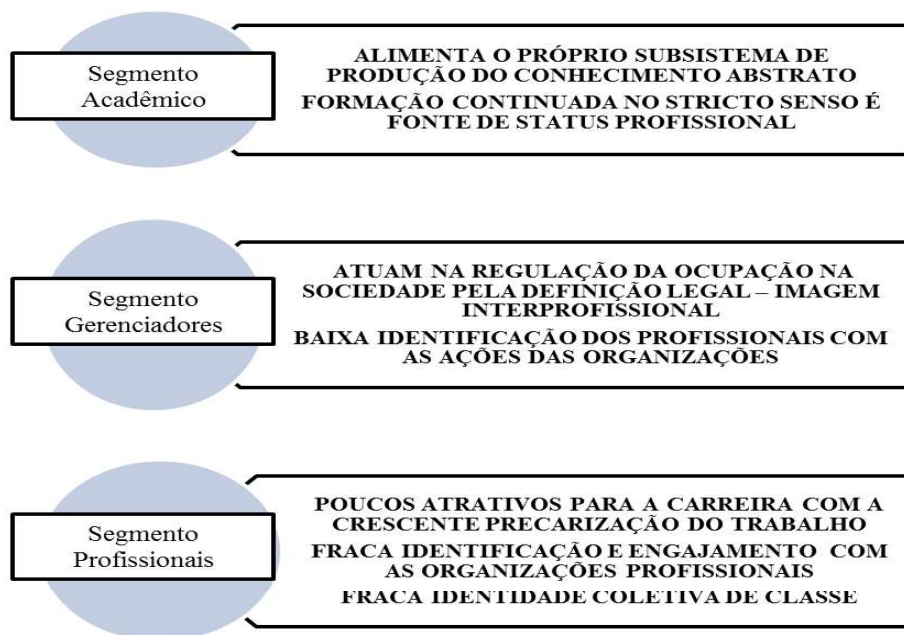 Segmento
Acadêmico
ALIMENTA O PRÓPRIO SUBSISTEMA DE
PRODUÇÃO DO CONHECIMENTO ABSTRATO
FORMAÇÃO CONTINUADA NO STRICTO SENSO É
FONTE DE STATUS PROFISSIONAL
Segmento
Gerenciadores
ATUAM NA REGULAÇÃO DA OCUPAÇÃO NA
SOCIEDADE PELA DEFINIÇÃO LEGAL – IMAGEM
INTERPROFISSIONAL
BAIXA IDENTIFICAÇÃO DOS PROFISSIONAIS COM
AS AÇÕES DAS ORGANIZAÇÕES
Segmento
Profissionais
POUCOS ATRATIVOS PARA A CARREIRA COM A
CRESCENTE PRECARIZAÇÃO DO TRABALHO
FRACA IDENTIFICAÇÃO E ENGAJAMENTO COM
AS ORGANIZAÇÕES PROFISSIONAIS
FRACA IDENTIDADE COLETIVA DE CLASSE